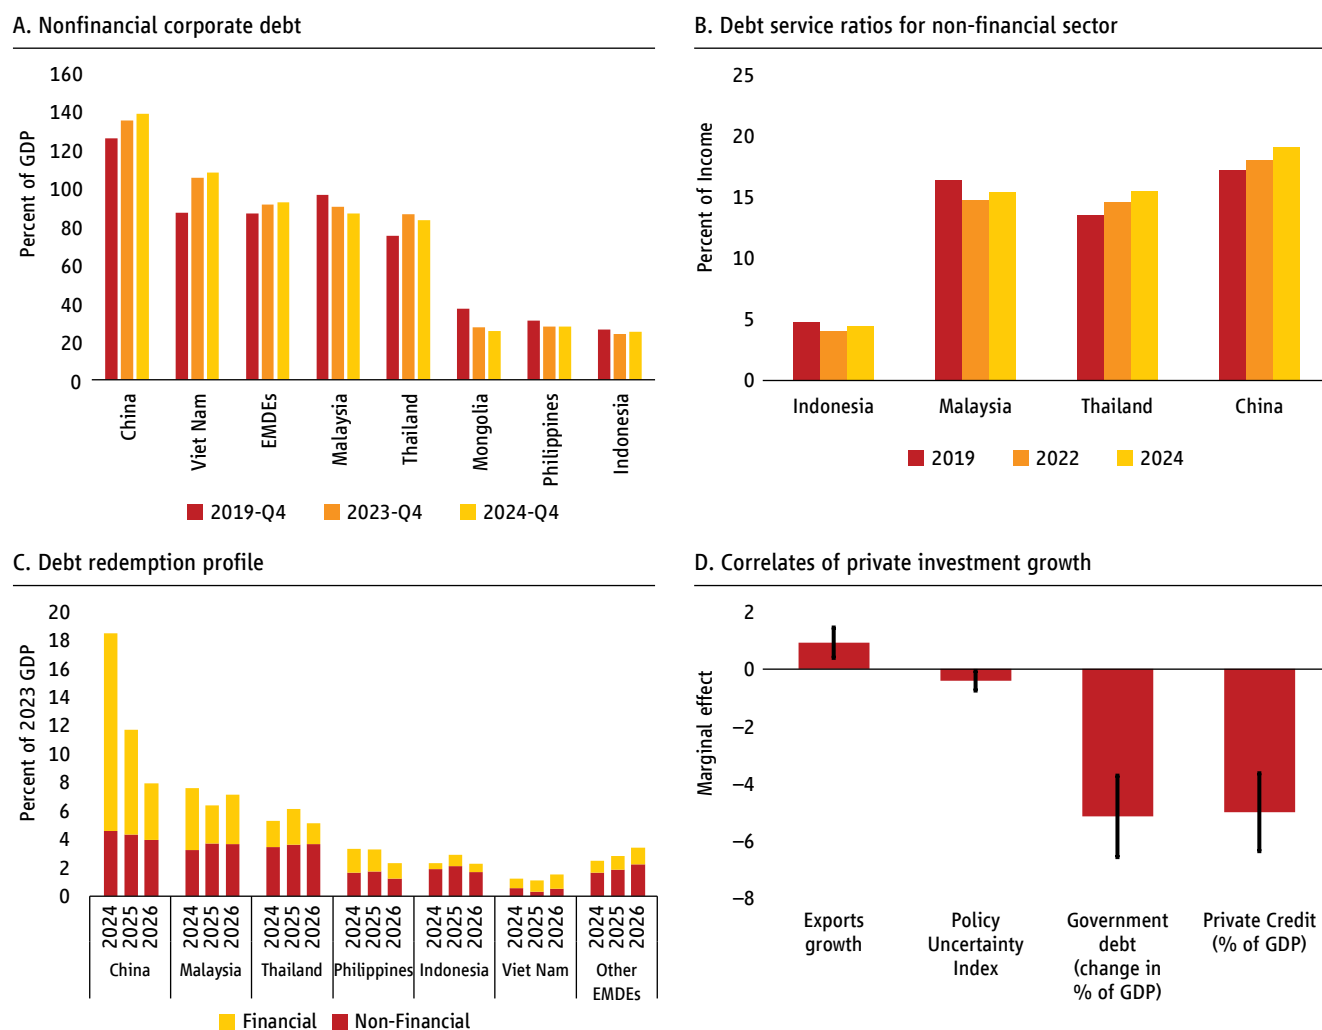 A. Nonfinancial corporate debt
Percent of GDP
160
140
120
100
80
60
40
20
0
China
Viet Nam
EMDEs
Malaysia
Thailand
Mongolia
Philippines
Indonesia
2019-Q4 2023-Q4 2024-Q4
B. Debt service ratios for non-financial sector
Percent of Income
25
20
15
10
5
0
Indonesia Malaysia Thailand China
2019 2022 2024
C. Debt redemption profile
Percent of 2023 GDP
20
18
16
14
12
10
8
6
4
2
0
2024 2025 2026 2024 2025 2026 2024 2025 2026 2024 2025 2026 2024 2025 2026 2024 2025 2026 2024 2025 2026
China Malaysia Thailand Philippines Indonesia Viet Nam Other
EMDEs
Financial Non-Financial
D. Correlates of private investment growth
Marginal effect
2
0
−2
−4
−6
−8
Exports
growth
Policy
Uncertainty
Index
Government
debt
(change in
% of GDP)
Private Credit
(% of GDP)